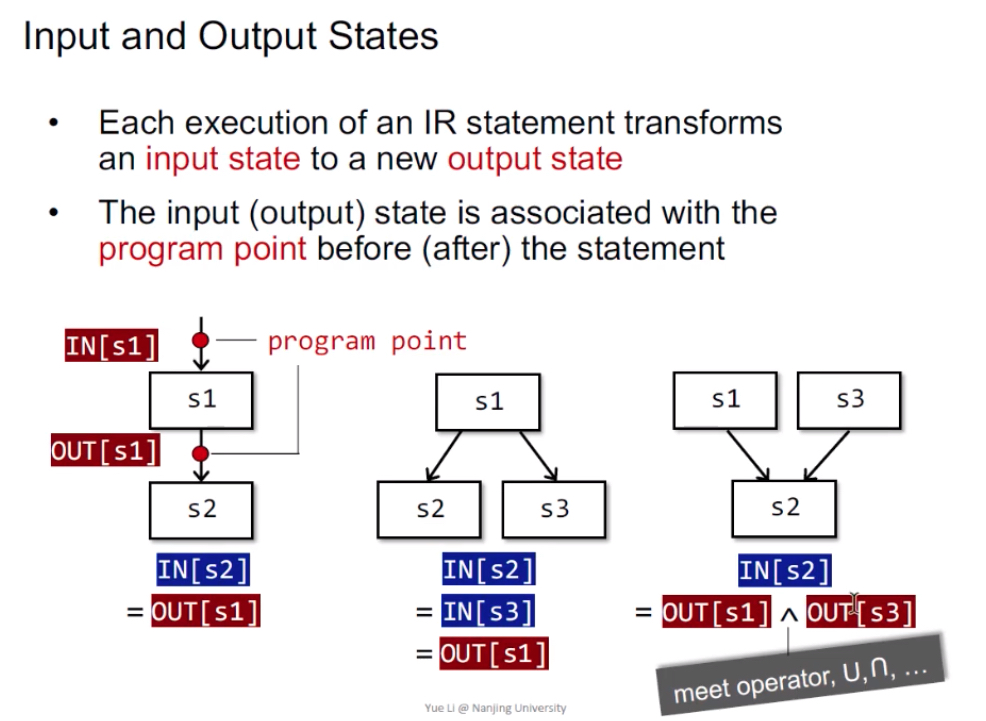 Input and Output States
• Each execution of an IR statement transforms
an input state to a new output state
• The input (output) state is associated with the
program point before (after) the statement
IN[s1]
program point
s1
OUT[s1]
s2
IN[s2]
= OUT[s1]
s1
s2
s3
IN[s2]
= IN[s3]
= OUT[s1]
s1
s3
s2
IN[s2]
= OUT[s1] ∧ OUT[s3]
meet operator, ∪,∩, ...
Yue Li @ Nanjing University